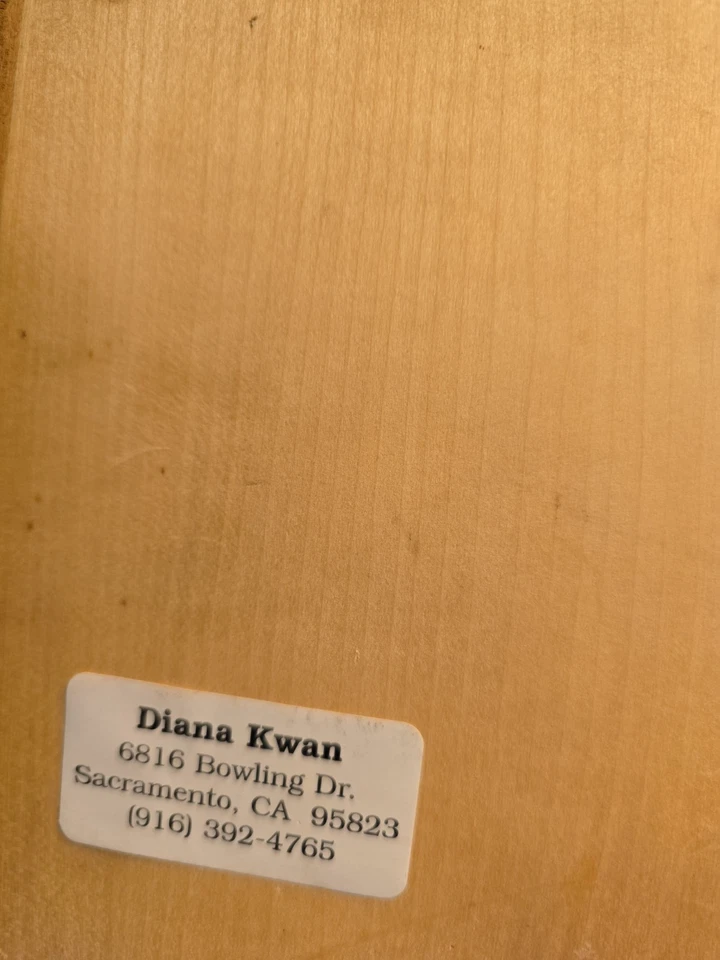 Diana Kwan
6816 Bowling Dr.
Sacramento, CA 95823
(916) 392-4765